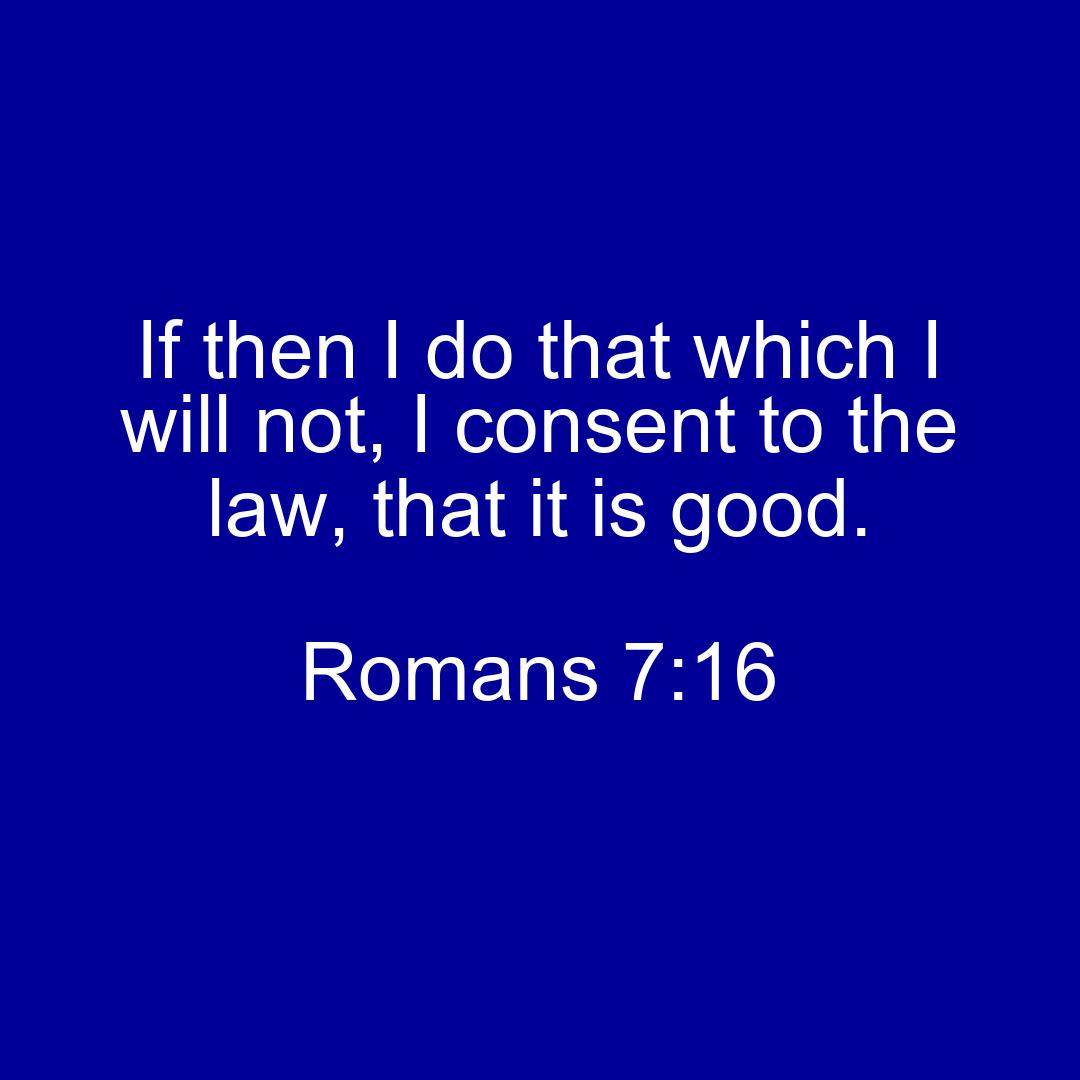 If then I do that which I
will not, I consent to the
law, that it is good.
Romans 7:16